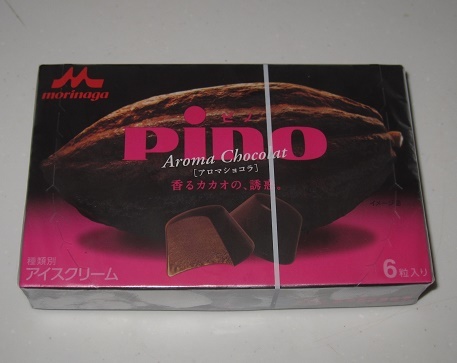 morinaga
ピノ
Pino
Aroma Chocolat
[アロマショコラ]
香るカカオの、誘惑。
種類別
アイスクリーム
6粒入り